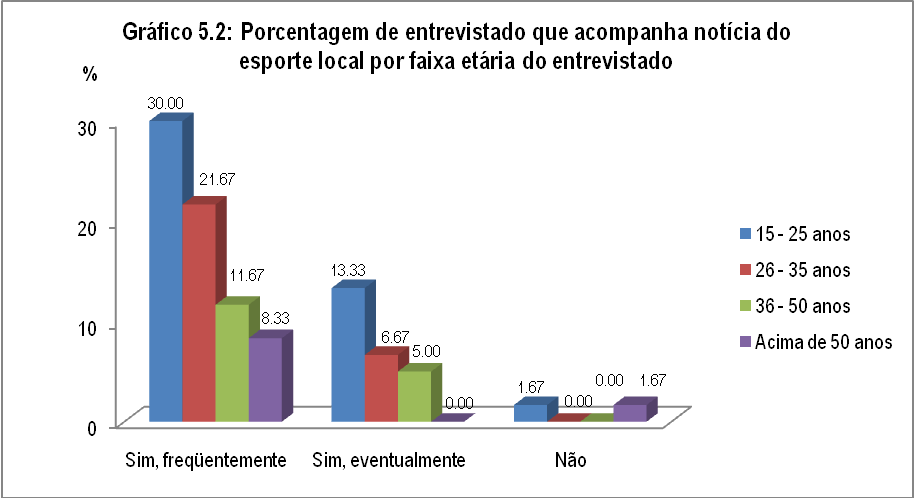 Gráfico 5.2: Porcentagem de entrevistado que acompanha notícia do
esporte local por faixa etária do entrevistado
%
30
20
10
0
30.00
21.67
11.67
8.33
13.33
6.67
5.00
0.00
1.67
0.00
0.00
1.67
Sim, freqüentemente
Sim, eventualmente
Não
15 - 25 anos
26 - 35 anos
36 - 50 anos
Acima de 50 anos